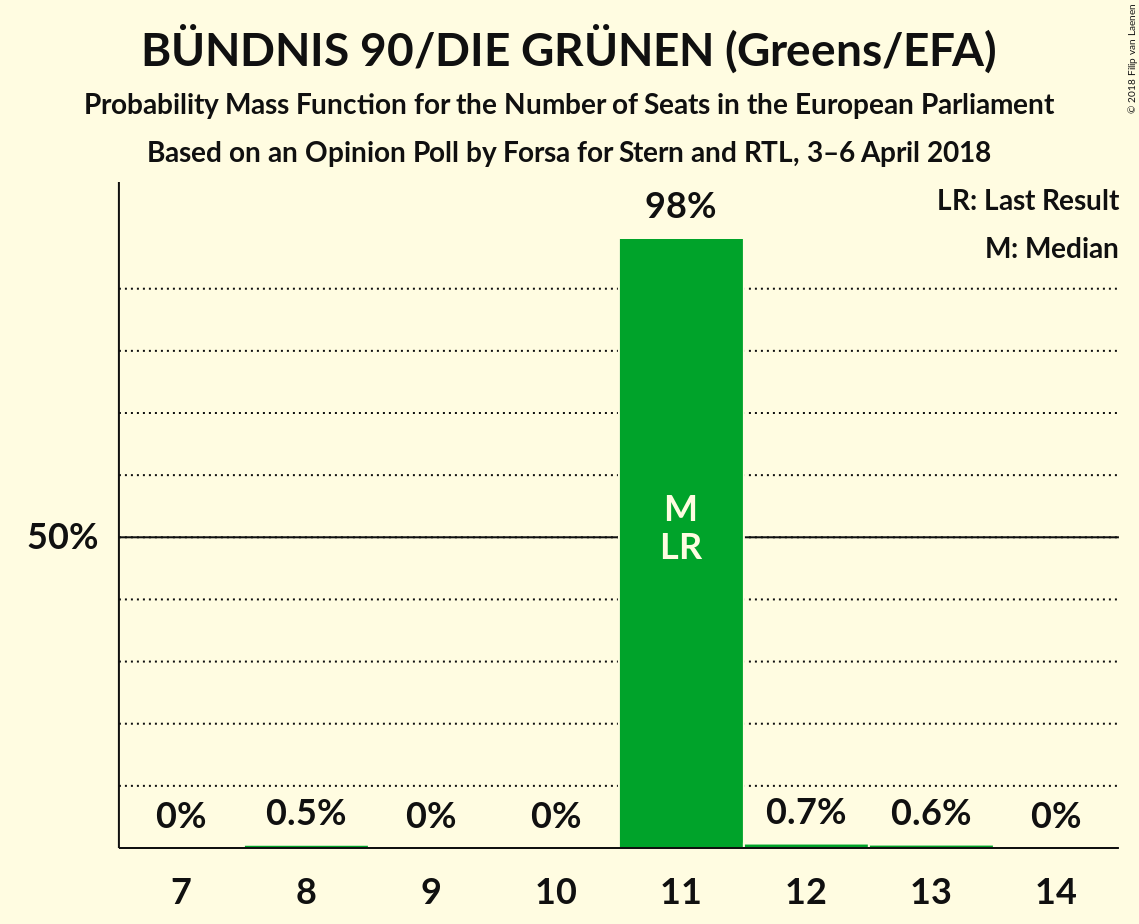 BÜNDNIS 90/DIE GRÜNEN (Greens/EFA)
Probability Mass Function for the Number of Seats in the European Parliament
Based on an Opinion Poll by Forsa for Stern and RTL, 3–6 April 2018
© 2018 Filip van Laenen
LR: Last Result
M: Median
98%
50%
M
LR
0% 0.5% 0% 0% 0.7% 0.6% 0%
7 8 9 10 11 12 13 14